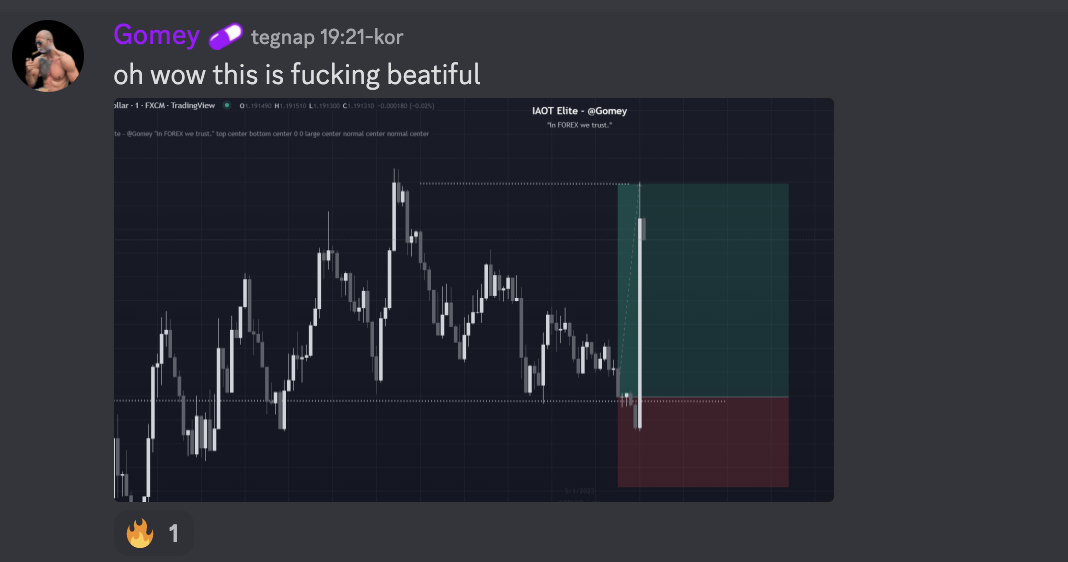 Gomey tegnap 19:21-kor
oh wow this is fucking beatiful
ollar · 1 · FXCM · TradingView O1.191490 H1.191510 L1.191300 C1.191310 -0.000180 (-0.02%)
IAOT Elite - @Gomey
"In FOREX we trust."
te - @Gomey "In FOREX we trust." top center bottom center 0 0 large center normal center normal center
1